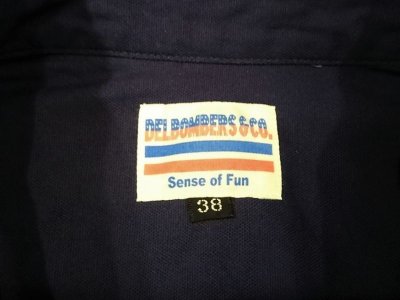 DELBOMBERS&CO.
Sense of Fun
38